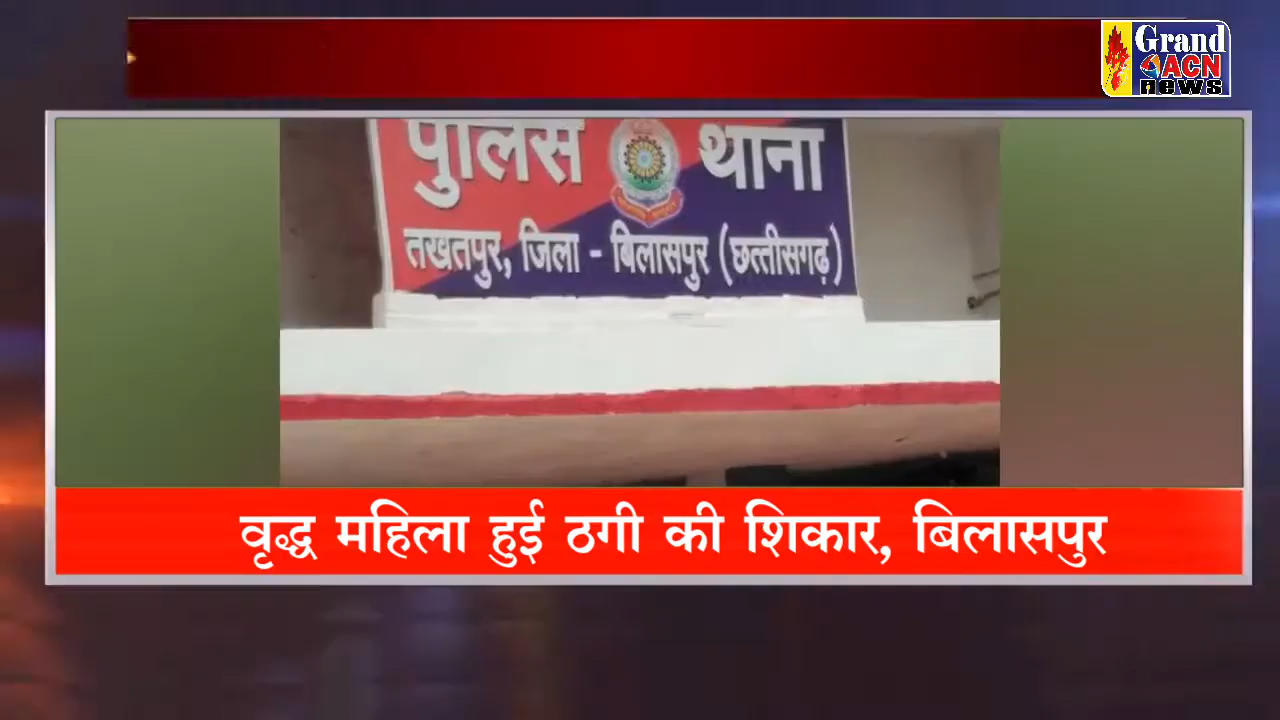 Grand
ACN
news
पुलिस थाना
तखतपुर, जिला - बिलासपुर (छत्तीसगढ़)
वृद्ध महिला हुई ठगी की शिकार, बिलासपुर